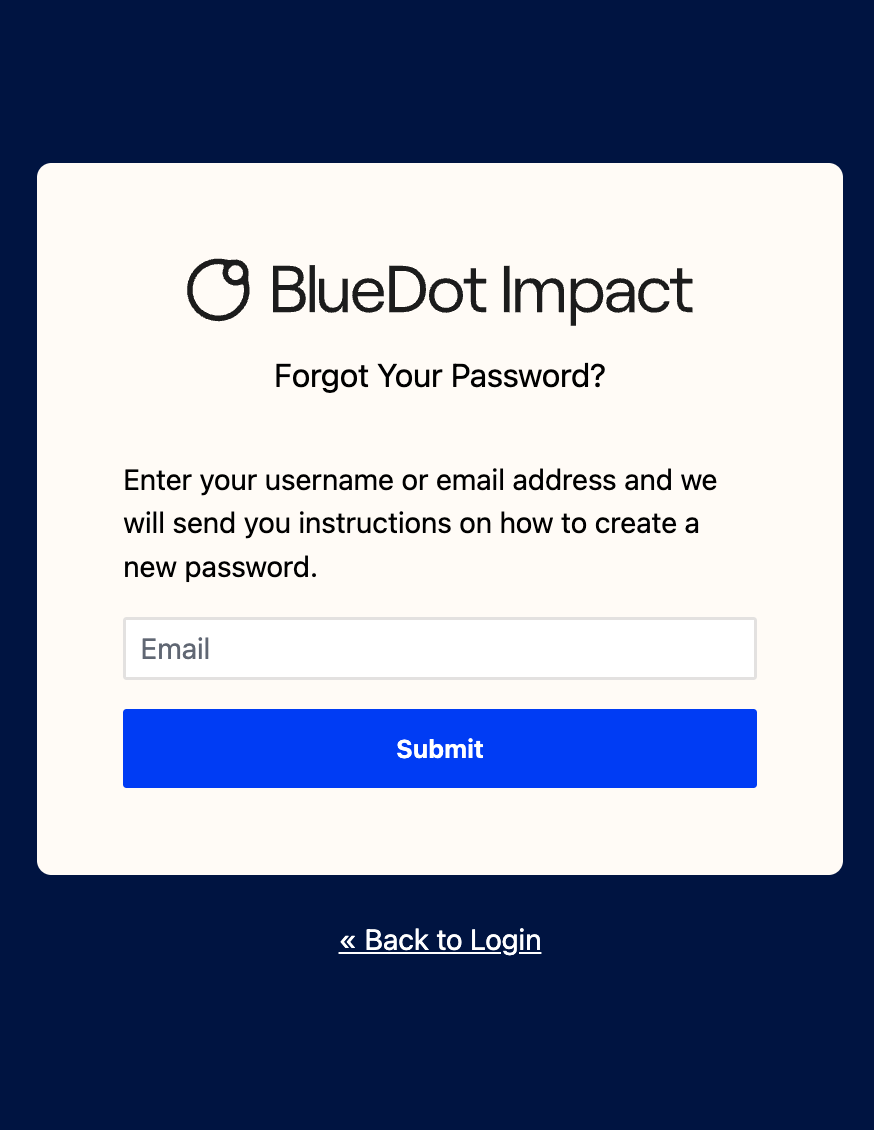 BlueDot Impact
Forgot Your Password?
Enter your username or email address and we
will send you instructions on how to create a
new password.
Email
Submit
« Back to Login